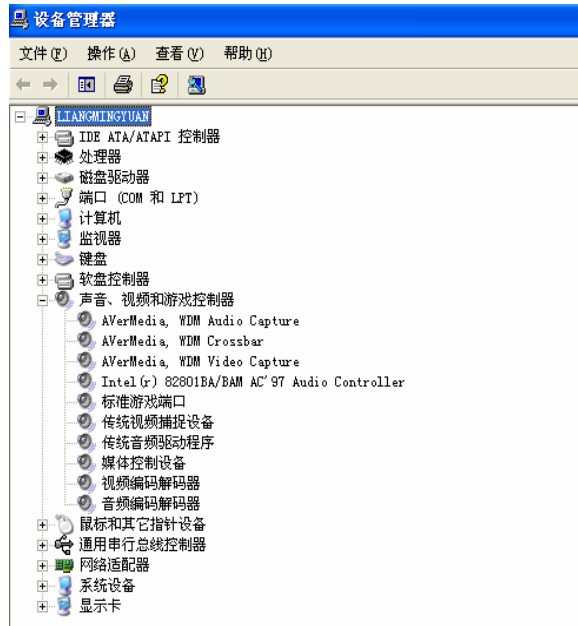 设备管理器
文件(F) 操作(A) 查看(V) 帮助(H)
LIANGMINGYUAN
IDE ATA/ATAPI 控制器
处理器
磁盘驱动器
端口 (COM 和 LPT)
计算机
监视器
键盘
软盘控制器
声音、视频和游戏控制器
AVerMedia, WDM Audio Capture
AVerMedia, WDM Crossbar
AVerMedia, WDM Video Capture
Intel(r) 82801BA/BAM AC'97 Audio Controller
标准游戏端口
传统视频捕捉设备
传统音频驱动程序
媒体控制设备
视频编码解码器
音频编码解码器
鼠标和其它指针设备
通用串行总线控制器
网络适配器
系统设备
显示卡